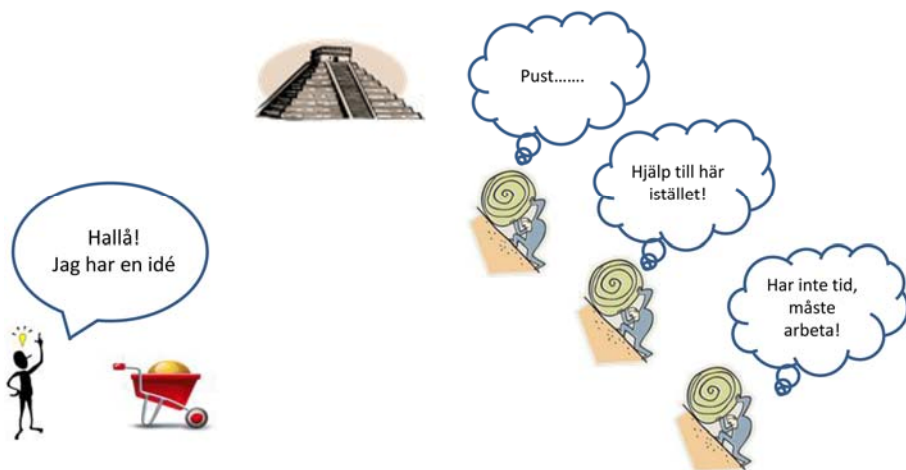 Pust.......
Hjälp till här
istället!
Hallå!
Jag har en idé
Har inte tid,
måste
arbeta!